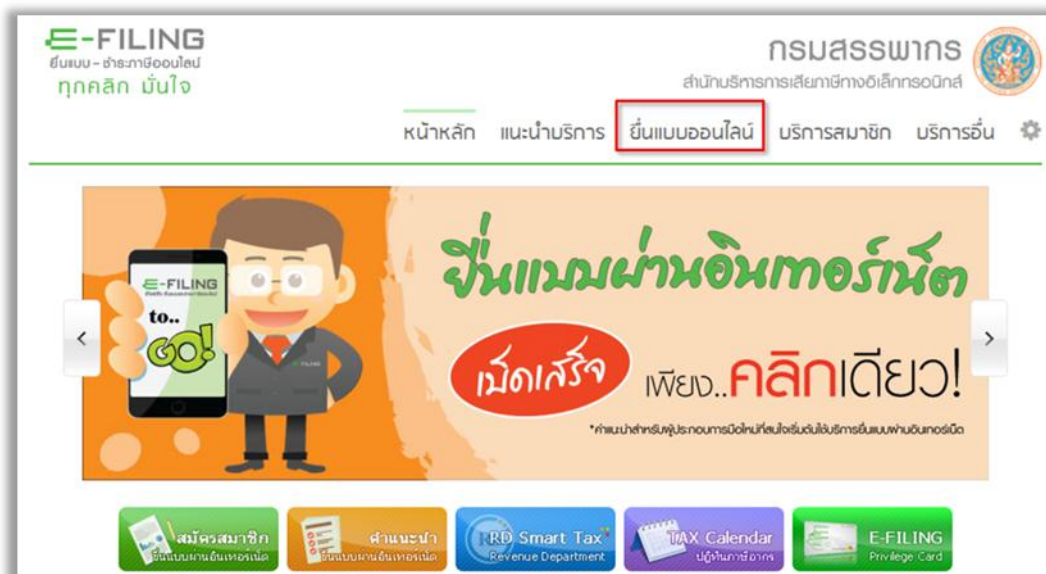 E-FILING
ยื่นแบบ - ชำระภาษีออนไลน์
ทุกคลิก มั่นใจ
กรมสรรพากร
สำนักบริหารการเสียภาษีทางอิเล็กทรอนิกส์
หน้าหลัก แนะนำบริการ ยื่นแบบออนไลน์ บริการสมาชิก บริการอื่น
ยื่นแบบผ่านอินเทอร์เน็ต
E-FILING
to..
GO!
เบ็ดเสร็จ เพียง..คลิกเดียว!
*คำแนะนำสำหรับผู้ประกอบการมือใหม่ที่สนใจเริ่มต้นใช้บริการยื่นแบบผ่านอินเทอร์เน็ต
สมัครสมาชิก คำแนะนำ RD Smart Tax TAX Calendar E-FILING
ยื่นแบบผ่านอินเทอร์เน็ต ยื่นแบบผ่านอินเทอร์เน็ต Revenue Department ปฏิทินภาษีอากร Privilege Card